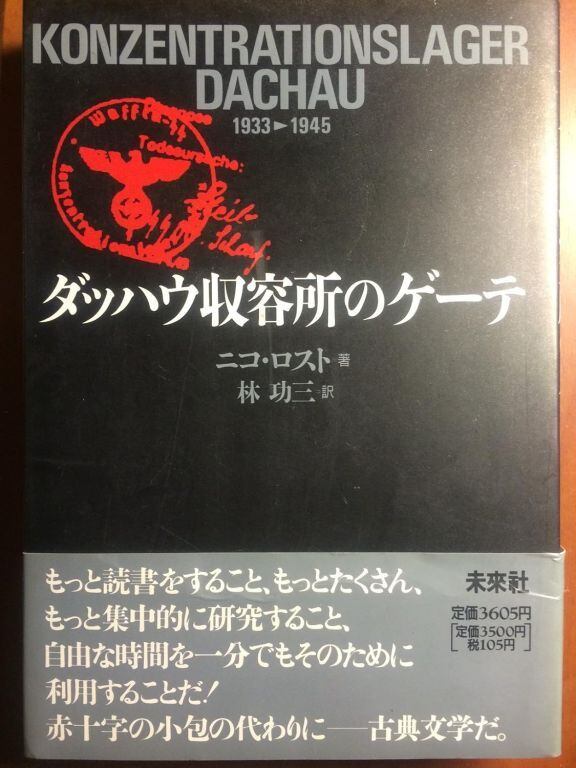 KONZENTRATIONSLAGER
DACHAU
1933►1945
Waffen-SS
Todesursache:
ダッハウ収容所のゲーテ
ニコ・ロスト 著
林 功三 訳
もっと読書をすること、もっとたくさん、
もっと集中的に研究すること、
自由な時間を一分でもそのために
利用することだ!
赤十字の小包の代わりに──古典文学だ。
未來社
定価3605円
[定価3500円
税105円]